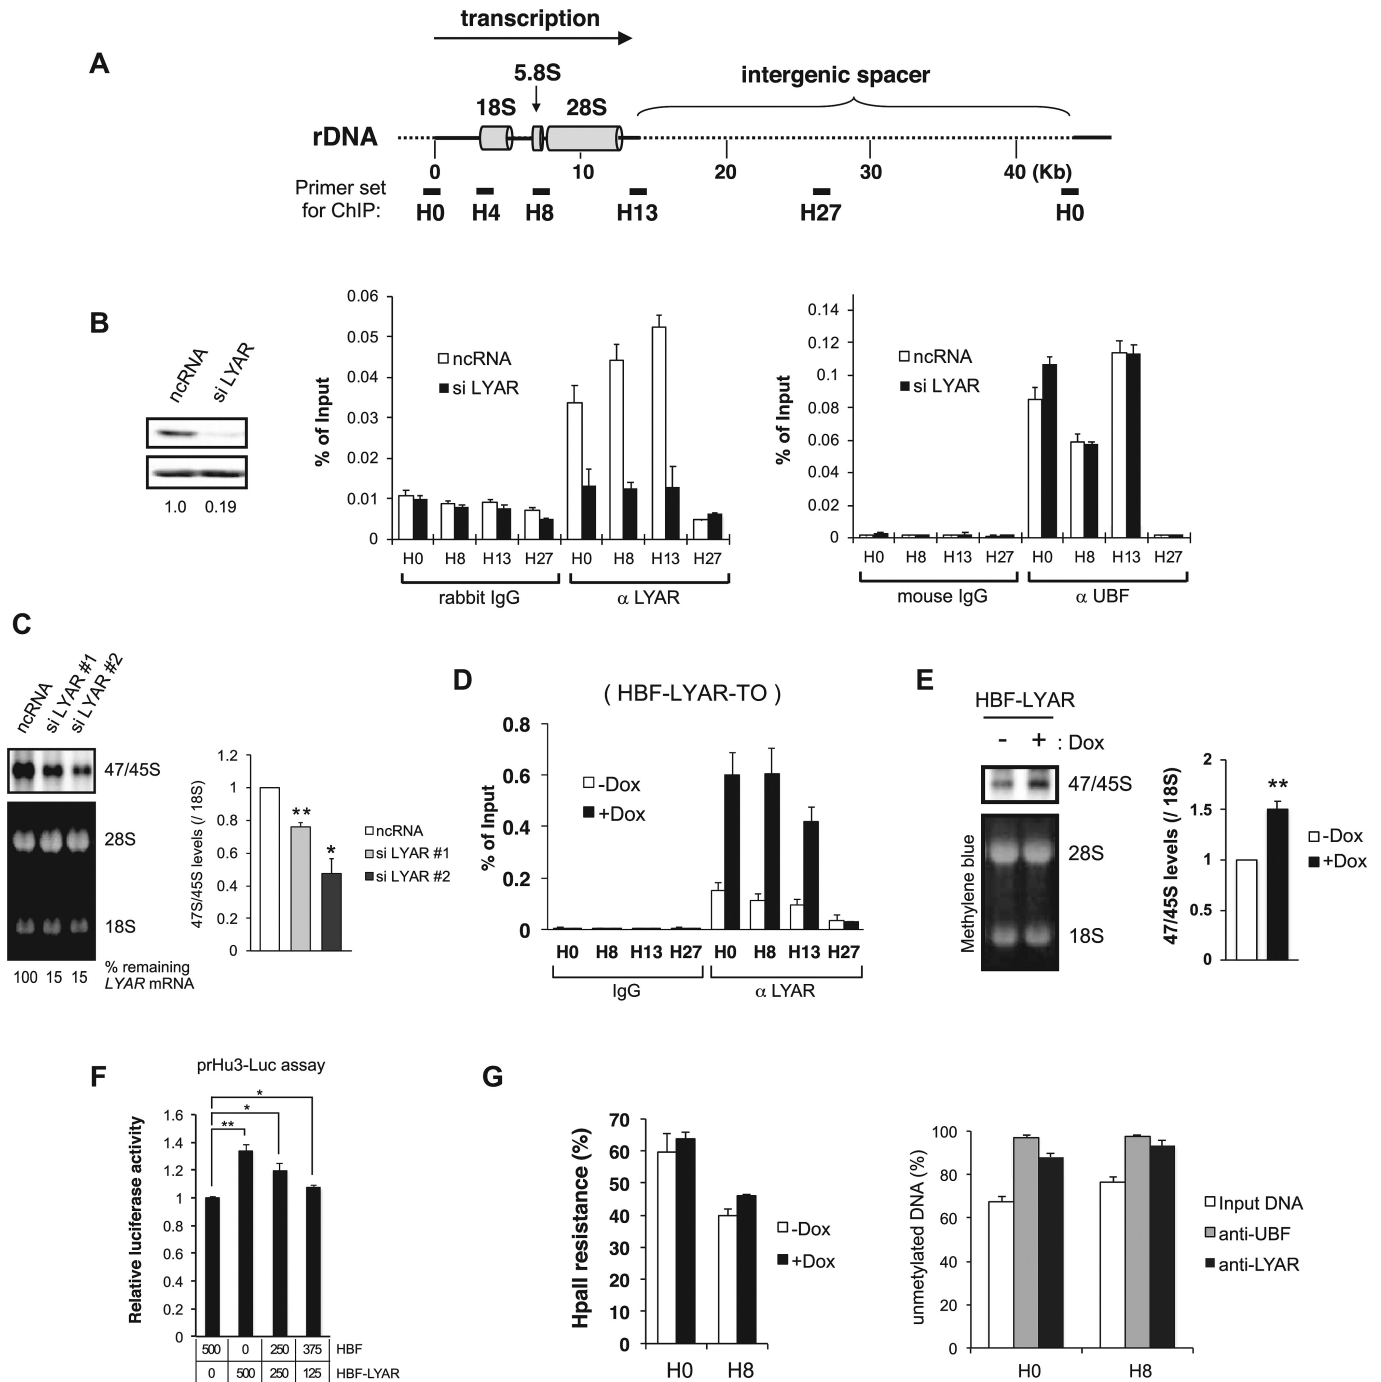 A
transcription
5.8S
18S 28S
intergenic spacer
rDNA
0 10 20 30 40 (Kb)
Primer set
for ChIP:
H0 H4 H8 H13 H27 H0
B
ncRNA
si LYAR
1.0 0.19
% of Input
0.06
0.05
0.04
0.03
0.02
0.01
0
ncRNA
si LYAR
H0 H8 H13 H27 H0 H8 H13 H27
rabbit IgG α LYAR
% of Input
0.14
0.12
0.1
0.08
0.06
0.04
0.02
0
ncRNA
si LYAR
H0 H8 H13 H27 H0 H8 H13 H27
mouse IgG α UBF
C
ncRNA
si LYAR #1
si LYAR #2
47/45S
28S
18S
100 15 15
% remaining
LYAR mRNA
47S/45S levels (/ 18S)
1.2
1
0.8
0.6
0.4
0.2
0
**
*
ncRNA
si LYAR #1
si LYAR #2
D
( HBF-LYAR-TO )
% of Input
0.8
0.6
0.4
0.2
0
-Dox
+Dox
H0 H8 H13 H27 H0 H8 H13 H27
IgG α LYAR
E
HBF-LYAR
- + : Dox
47/45S
Methylene blue
28S
18S
47/45S levels (/ 18S)
2
1.5
1
0.5
0
**
-Dox
+Dox
F
prHu3-Luc assay
Relative luciferase activity
1.6
1.4
1.2
1
0.8
0.6
0.4
0.2
0
*
*
**
500 0 250 375 HBF
0 500 250 125 HBF-LYAR
G
HpaII resistance (%)
70
60
50
40
30
20
10
0
H0 H8
-Dox
+Dox
unmetylated DNA (%)
100
80
60
40
20
0
H0 H8
Input DNA
anti-UBF
anti-LYAR